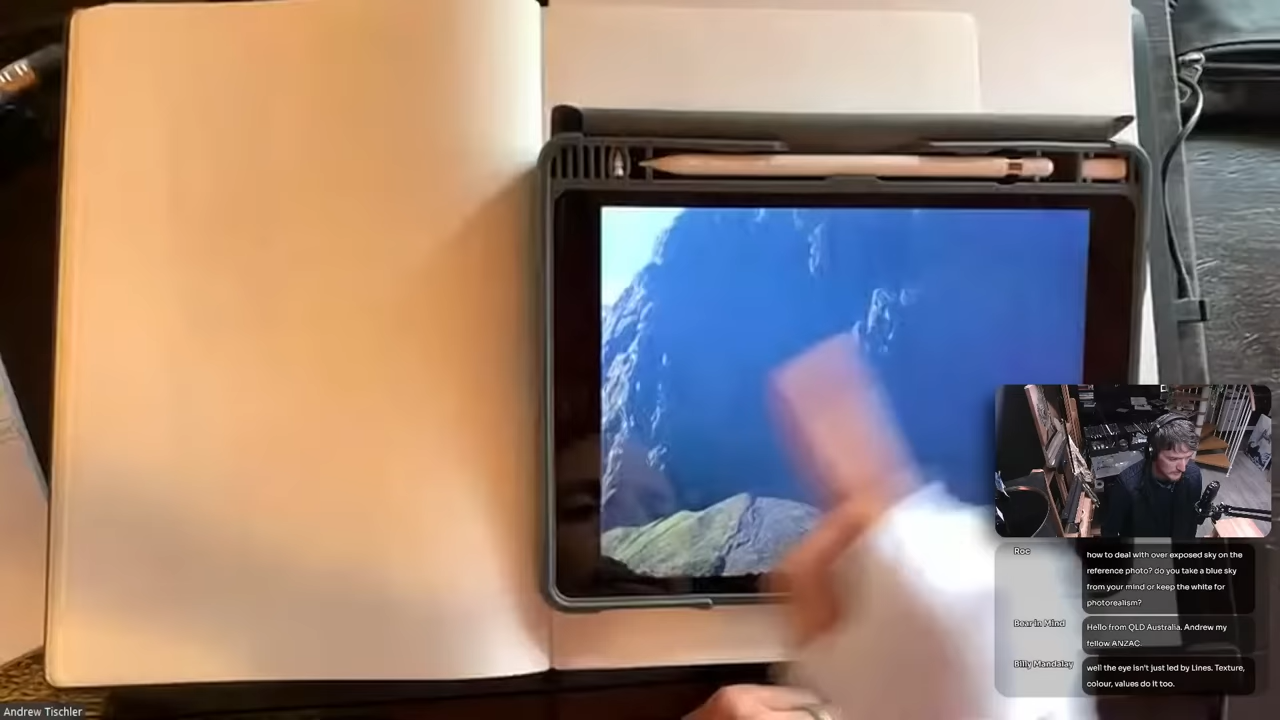 Roc
how to deal with over exposed sky on the
reference photo? do you take a blue sky
from your mind or keep the white for
photorealism?
Bear in Mind
Hello from QLD Australia. Andrew my
fellow ANZAC.
Billy Mandalay
well the eye isn't just led by Lines. Texture,
colour, values do it too.
Andrew Tischler